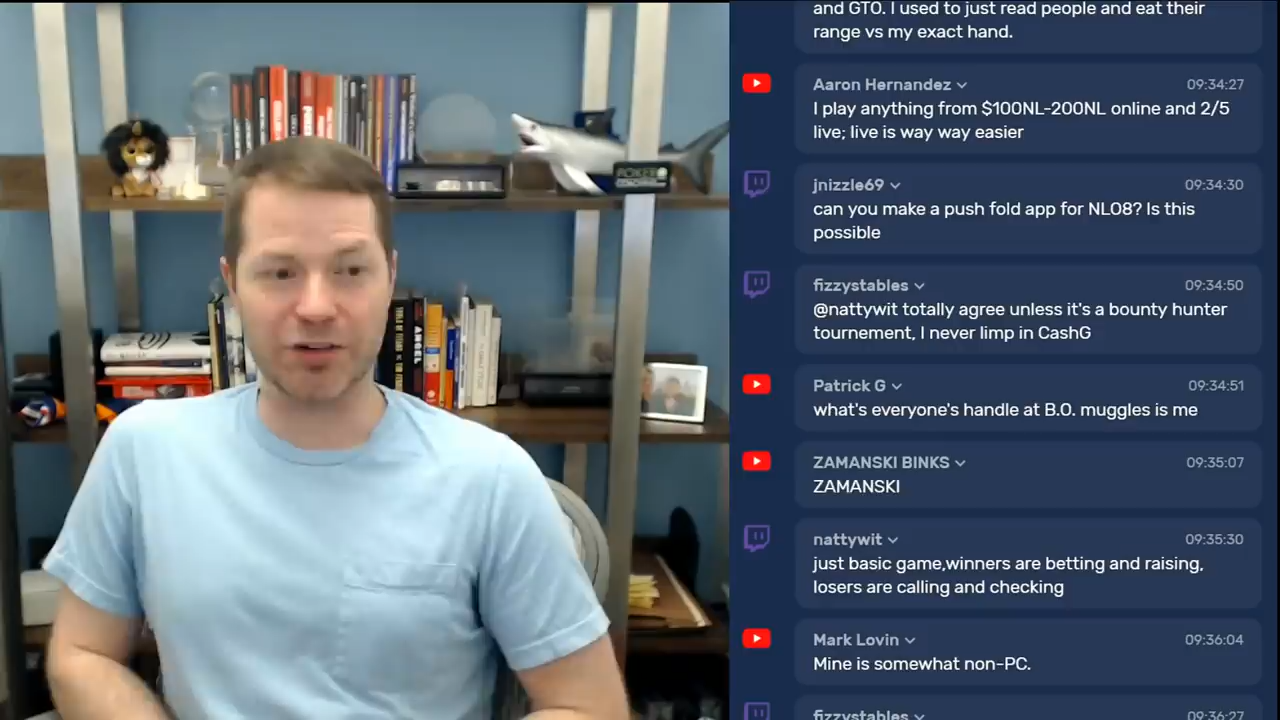 and GTO. I used to just read people and eat their
range vs my exact hand.
Aaron Hernandez 09:34:27
I play anything from $100NL-200NL online and 2/5
live; live is way way easier
jnizzle69 09:34:30
can you make a push fold app for NLO8? Is this
possible
fizzystables 09:34:50
@nattywit totally agree unless it's a bounty hunter
tournement, I never limp in CashG
Patrick G 09:34:51
what's everyone's handle at B.O. muggles is me
ZAMANSKI BINKS 09:35:07
ZAMANSKI
nattywit 09:35:30
just basic game,winners are betting and raising,
losers are calling and checking
Mark Lovin 09:36:04
Mine is somewhat non-PC.
fizzystables 09:36:27
POKER
ANGEL